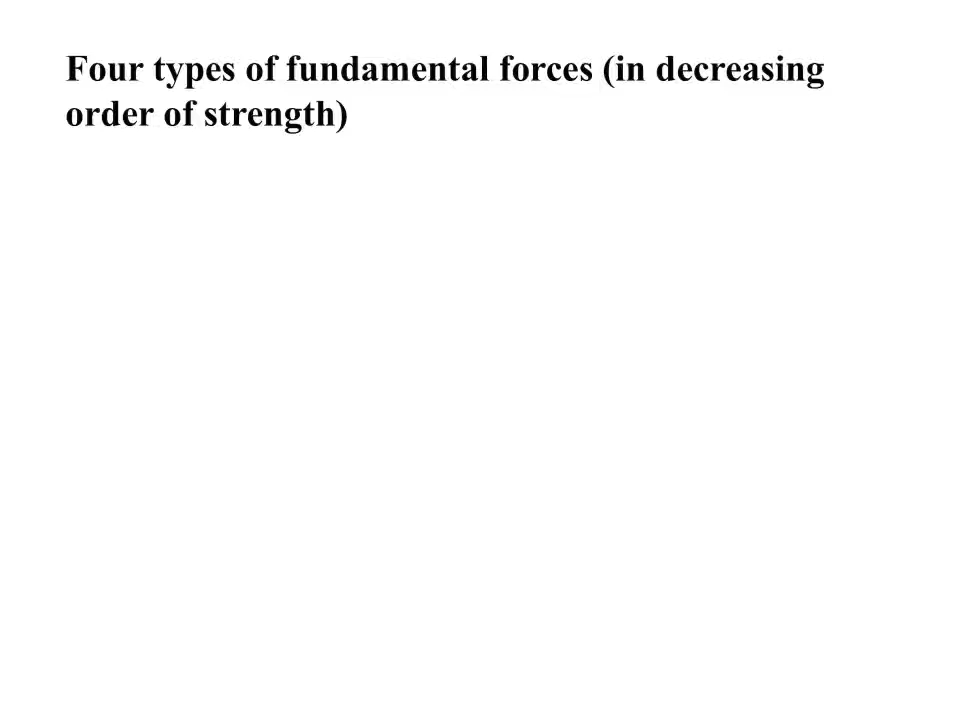 Four types of fundamental forces (in decreasing
order of strength)